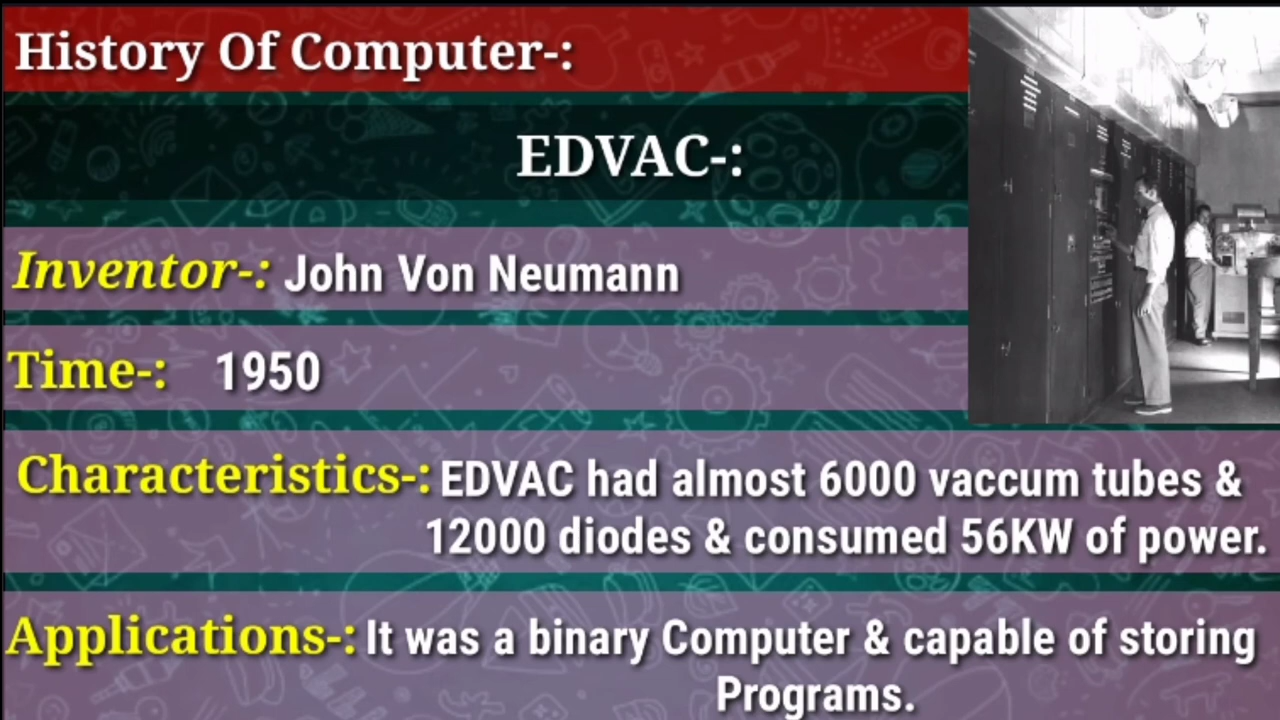 History Of Computer-:
EDVAC-:
Inventor-: John Von Neumann
Time-: 1950
Characteristics-: EDVAC had almost 6000 vaccum tubes &
12000 diodes & consumed 56KW of power.
Applications-: It was a binary Computer & capable of storing
Programs.